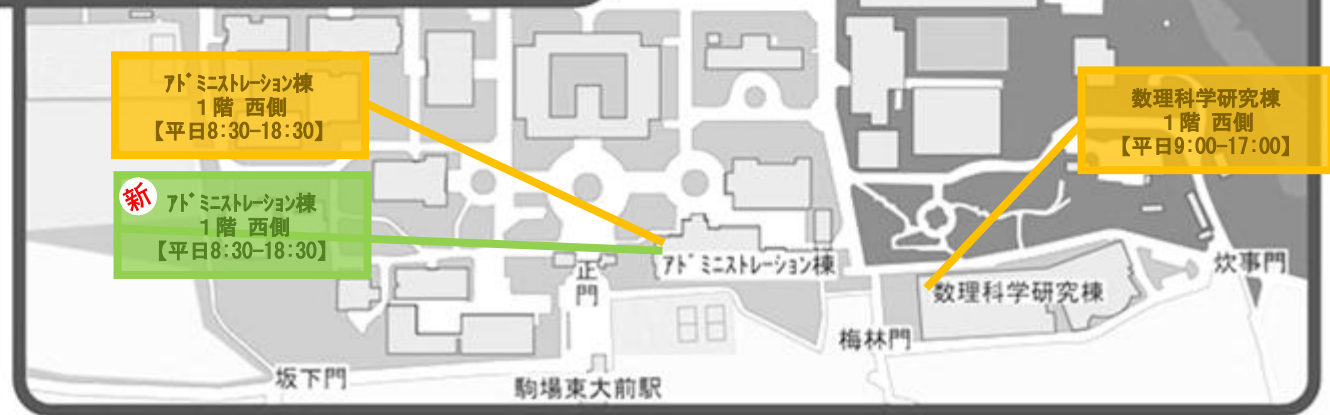 アドミニストレーション棟
1階 西側
【平日8:30-18:30】
新
アドミニストレーション棟
1階 西側
【平日8:30-18:30】
数理科学研究棟
1階 西側
【平日9:00-17:00】
正門
アドミニストレーション棟
数理科学研究棟
炊事門
梅林門
坂下門
駒場東大前駅